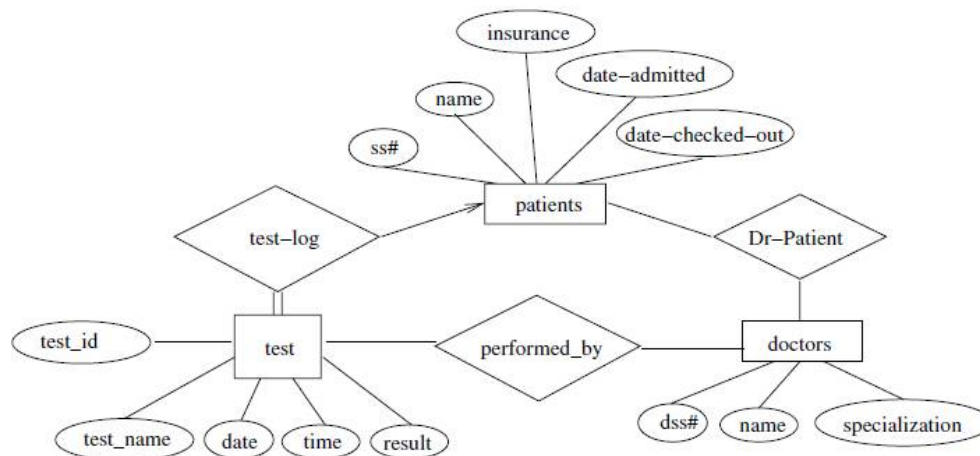 insurance
date-admitted
name
date-checked-out
ss#
patients
test-log
Dr-Patient
test_id
test
performed_by
doctors
test_name
date
time
result
dss#
name
specialization